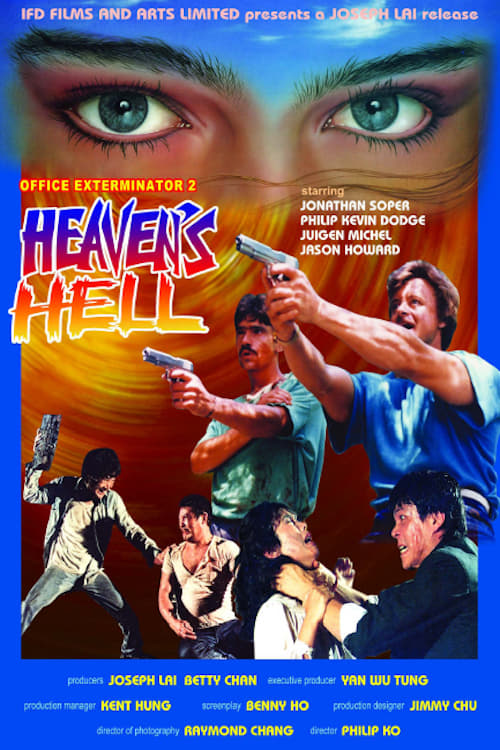 IFD FILMS AND ARTS LIMITED presents a JOSEPH LAI release
OFFICE EXTERMINATOR 2
HEAVEN'S
HELL
starring
JONATHAN SOPER
PHILIP KEVIN DODGE
JUIGEN MICHEL
JASON HOWARD
producers JOSEPH LAI BETTY CHAN executive producer YAN WU TUNG
production manager KENT HUNG screenplay BENNY HO production designer JIMMY CHU
director of photography RAYMOND CHANG director PHILIP KO